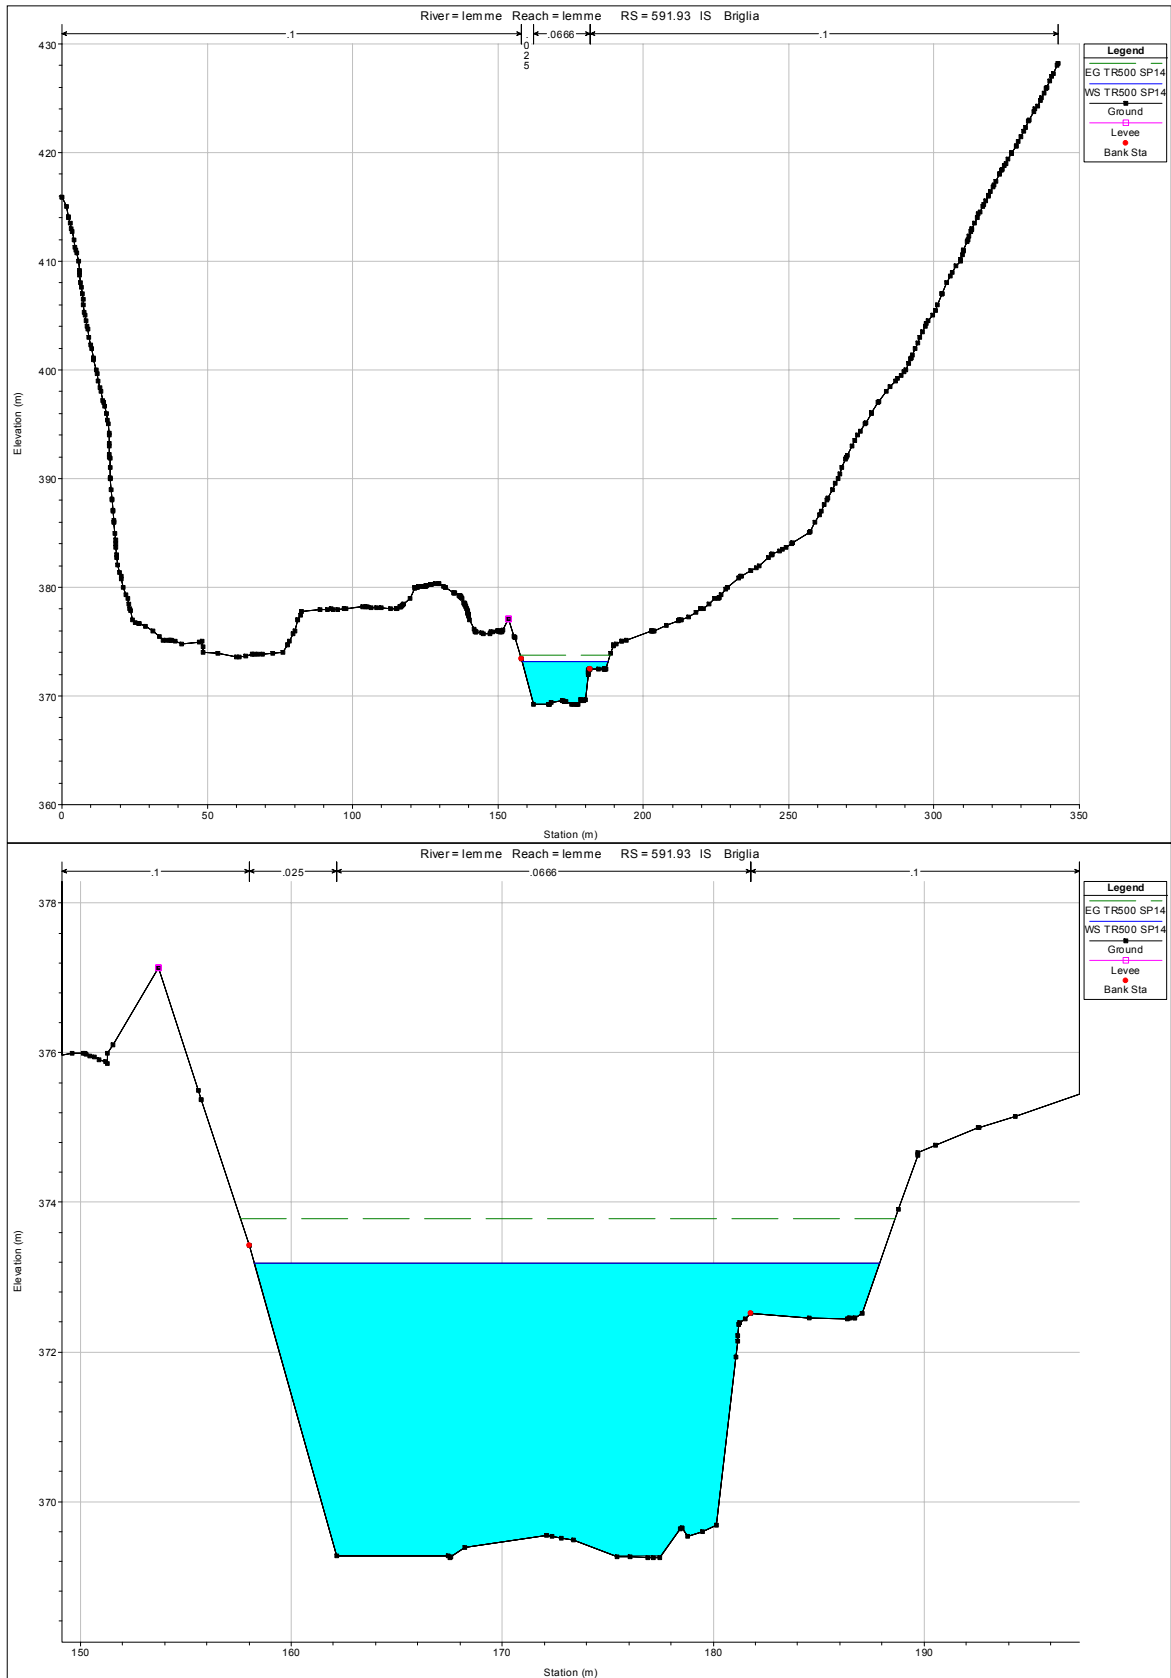 River = lemme   Reach = lemme      RS = 591.93   IS   Briglia
.1
.025
.0666
.1
Legend
EG TR500 SP14
WS TR500 SP14
Ground
Levee
Bank Sta
430
420
410
400
390
380
370
360
Elevation (m)
0
50
100
150
200
250
300
350
Station (m)
River = lemme   Reach = lemme      RS = 591.93   IS   Briglia
.1
.025
.0666
.1
Legend
EG TR500 SP14
WS TR500 SP14
Ground
Levee
Bank Sta
378
376
374
372
370
Elevation (m)
150
160
170
180
190
Station (m)